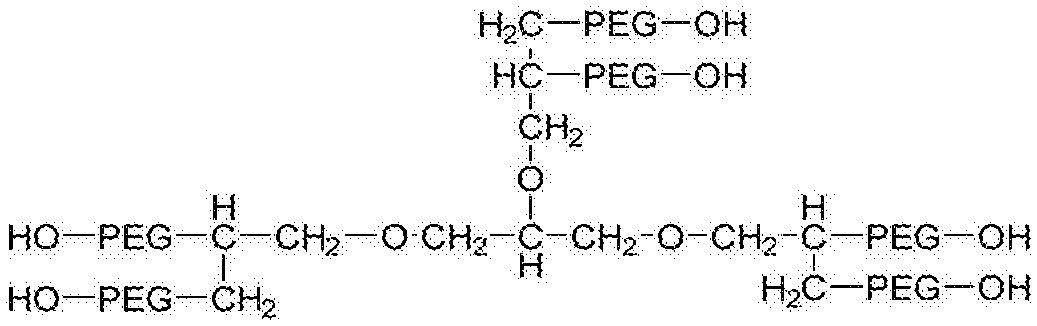 H₂C—PEG—OH
HC—PEG—OH
CH₂
O
H H
HO—PEG—C—CH₂—O—CH₂—C—CH₂—O—CH₂—C—PEG—OH
H
HO—PEG—CH₂ H₂C—PEG—OH